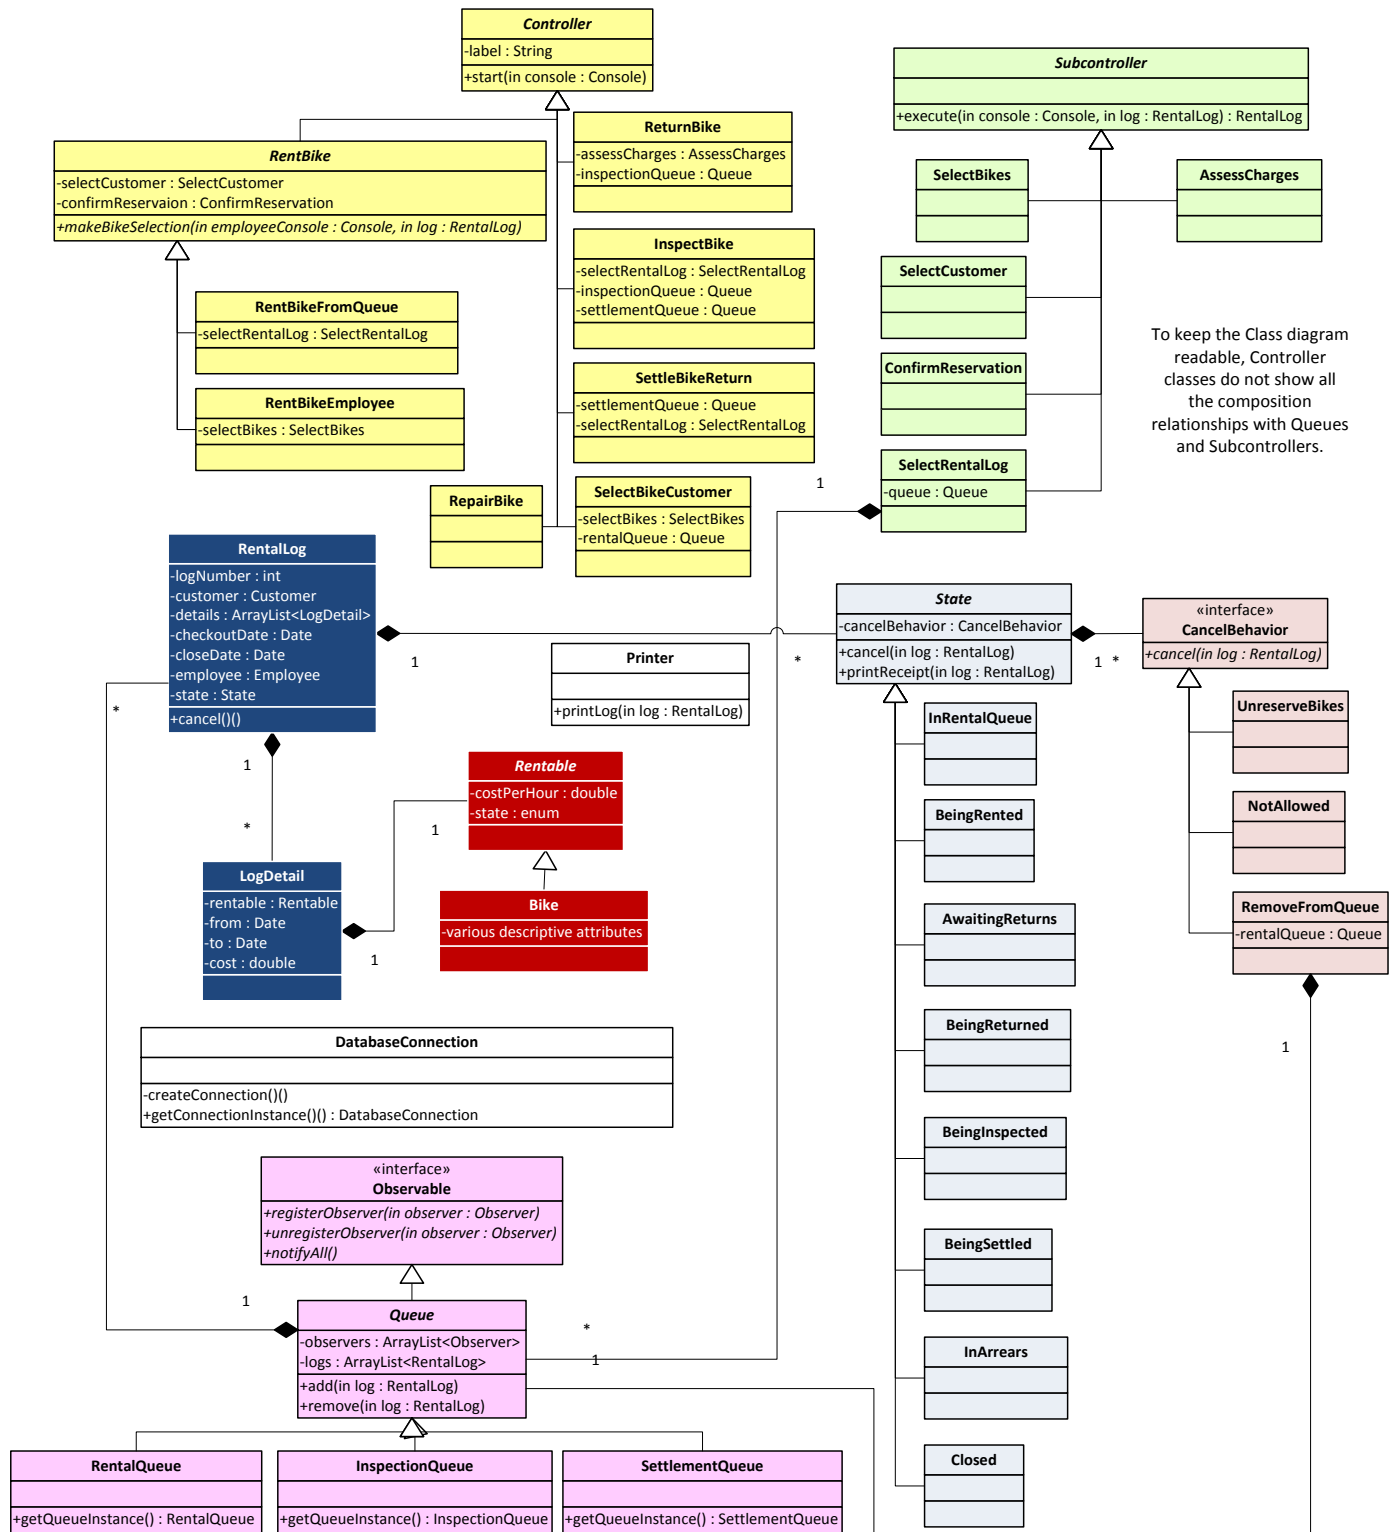 Controller
-label : String
+start(in console : Console)
Subcontroller
+execute(in console : Console, in log : RentalLog) : RentalLog
RentBike
-selectCustomer : SelectCustomer
-confirmReservaion : ConfirmReservation
+makeBikeSelection(in employeeConsole : Console, in log : RentalLog)
ReturnBike
-assessCharges : AssessCharges
-inspectionQueue : Queue
SelectBikes
AssessCharges
InspectBike
-selectRentalLog : SelectRentalLog
-inspectionQueue : Queue
-settlementQueue : Queue
SelectCustomer
RentBikeFromQueue
-selectRentalLog : SelectRentalLog
To keep the Class diagram
readable, Controller
classes do not show all
the composition
relationships with Queues
and Subcontrollers.
ConfirmReservation
SettleBikeReturn
-settlementQueue : Queue
-selectRentalLog : SelectRentalLog
RentBikeEmployee
-selectBikes : SelectBikes
SelectRentalLog
-queue : Queue
1
RepairBike
SelectBikeCustomer
-selectBikes : SelectBikes
-rentalQueue : Queue
RentalLog
-logNumber : int
-customer : Customer
-details : ArrayList<LogDetail>
-checkoutDate : Date
-closeDate : Date
-employee : Employee
-state : State
+cancel()()
1
*
*
State
-cancelBehavior : CancelBehavior
+cancel(in log : RentalLog)
+printReceipt(in log : RentalLog)
1
*
«interface»
CancelBehavior
+cancel(in log : RentalLog)
Printer
+printLog(in log : RentalLog)
InRentalQueue
UnreserveBikes
1
*
Rentable
-costPerHour : double
-state : enum
1
BeingRented
NotAllowed
LogDetail
-rentable : Rentable
-from : Date
-to : Date
-cost : double
1
Bike
-various descriptive attributes
AwaitingReturns
RemoveFromQueue
-rentalQueue : Queue
1
DatabaseConnection
-createConnection()()
+getConnectionInstance()() : DatabaseConnection
BeingReturned
BeingInspected
«interface»
Observable
+registerObserver(in observer : Observer)
+unregisterObserver(in observer : Observer)
+notifyAll()
BeingSettled
1
Queue
-observers : ArrayList<Observer>
-logs : ArrayList<RentalLog>
+add(in log : RentalLog)
+remove(in log : RentalLog)
*
1
InArrears
RentalQueue
+getQueueInstance() : RentalQueue
InspectionQueue
+getQueueInstance() : InspectionQueue
SettlementQueue
+getQueueInstance() : SettlementQueue
Closed